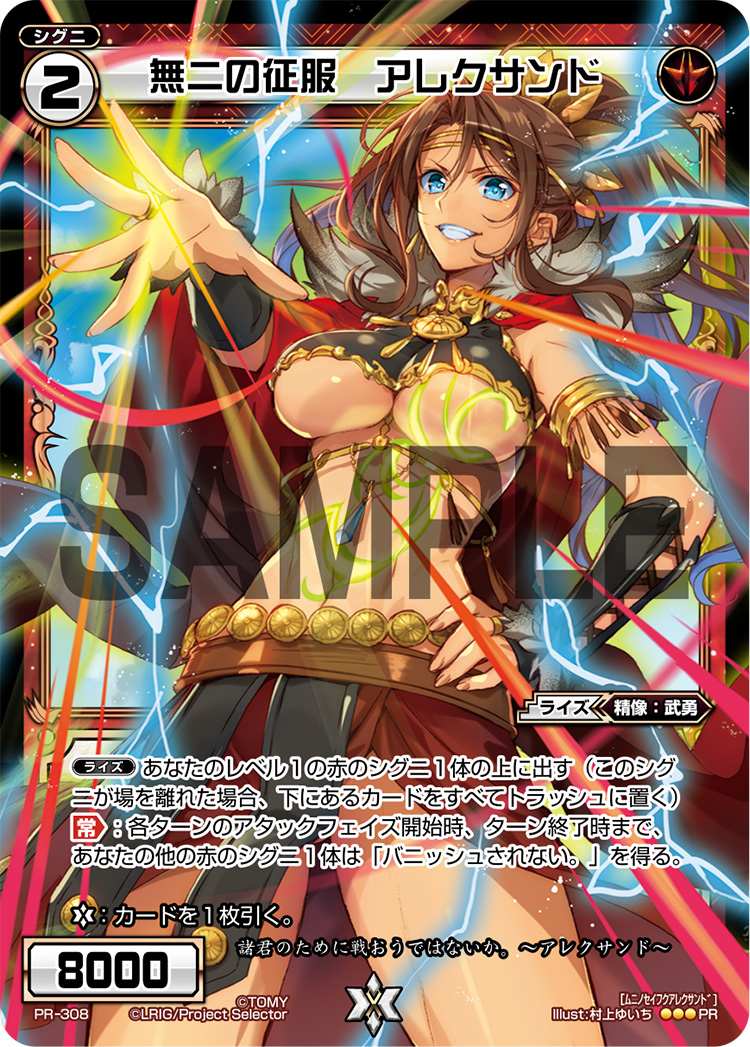 シグニ
2
無二の征服 アレクサンド
SAMPLE
ライズ 精像：武勇
ライズ あなたのレベル１の赤のシグニ１体の上に出す（このシグ
ニが場を離れた場合、下にあるカードをすべてトラッシュに置く）
常：各ターンのアタックフェイズ開始時、ターン終了時まで、
あなたの他の赤のシグニ１体は「バニッシュされない。」を得る。
：カードを１枚引く。
諸君のために戦おうではないか。～アレクサンド～
8000
PR-308
©TOMY
©LRIG/Project Selector
[ムニノセイフクアレクサンド]
Illust:村上ゆいち PR